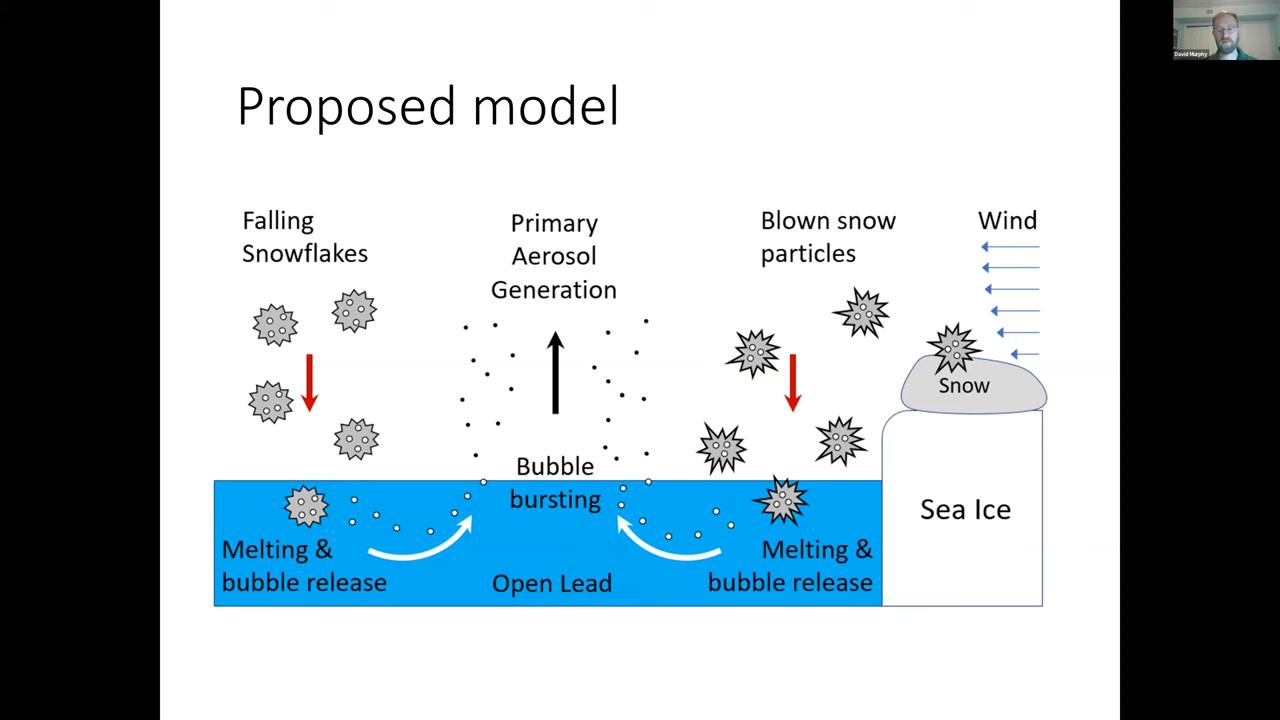 Proposed model
Falling
Snowflakes
Primary
Aerosol
Generation
Blown snow
particles
Wind
Snow
Bubble
bursting
Sea Ice
Melting &
bubble release
Open Lead
Melting &
bubble release
David Murphy